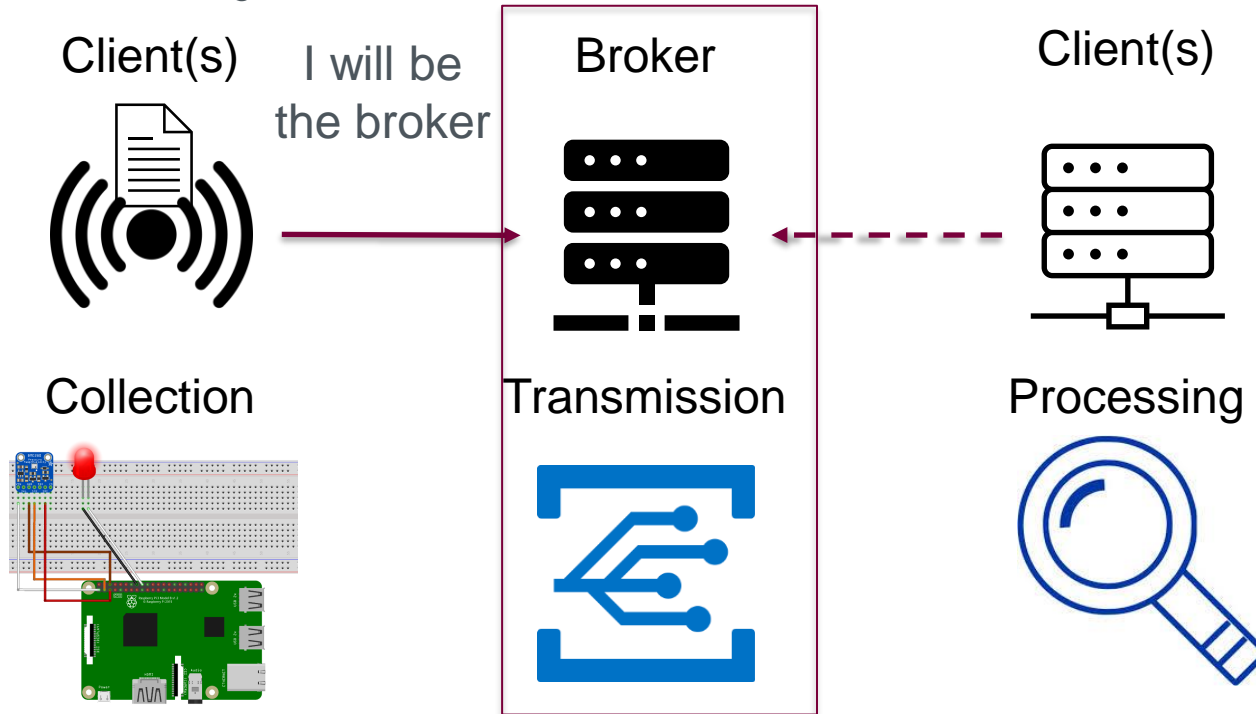 Client(s)
I will be
the broker
Broker
Client(s)
Collection
Transmission
Processing